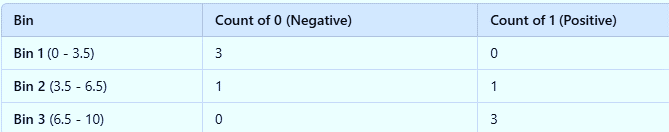 Bin Count of 0 (Negative) Count of 1 (Positive)
Bin 1 (0 - 3.5) 3 0
Bin 2 (3.5 - 6.5) 1 1
Bin 3 (6.5 - 10) 0 3